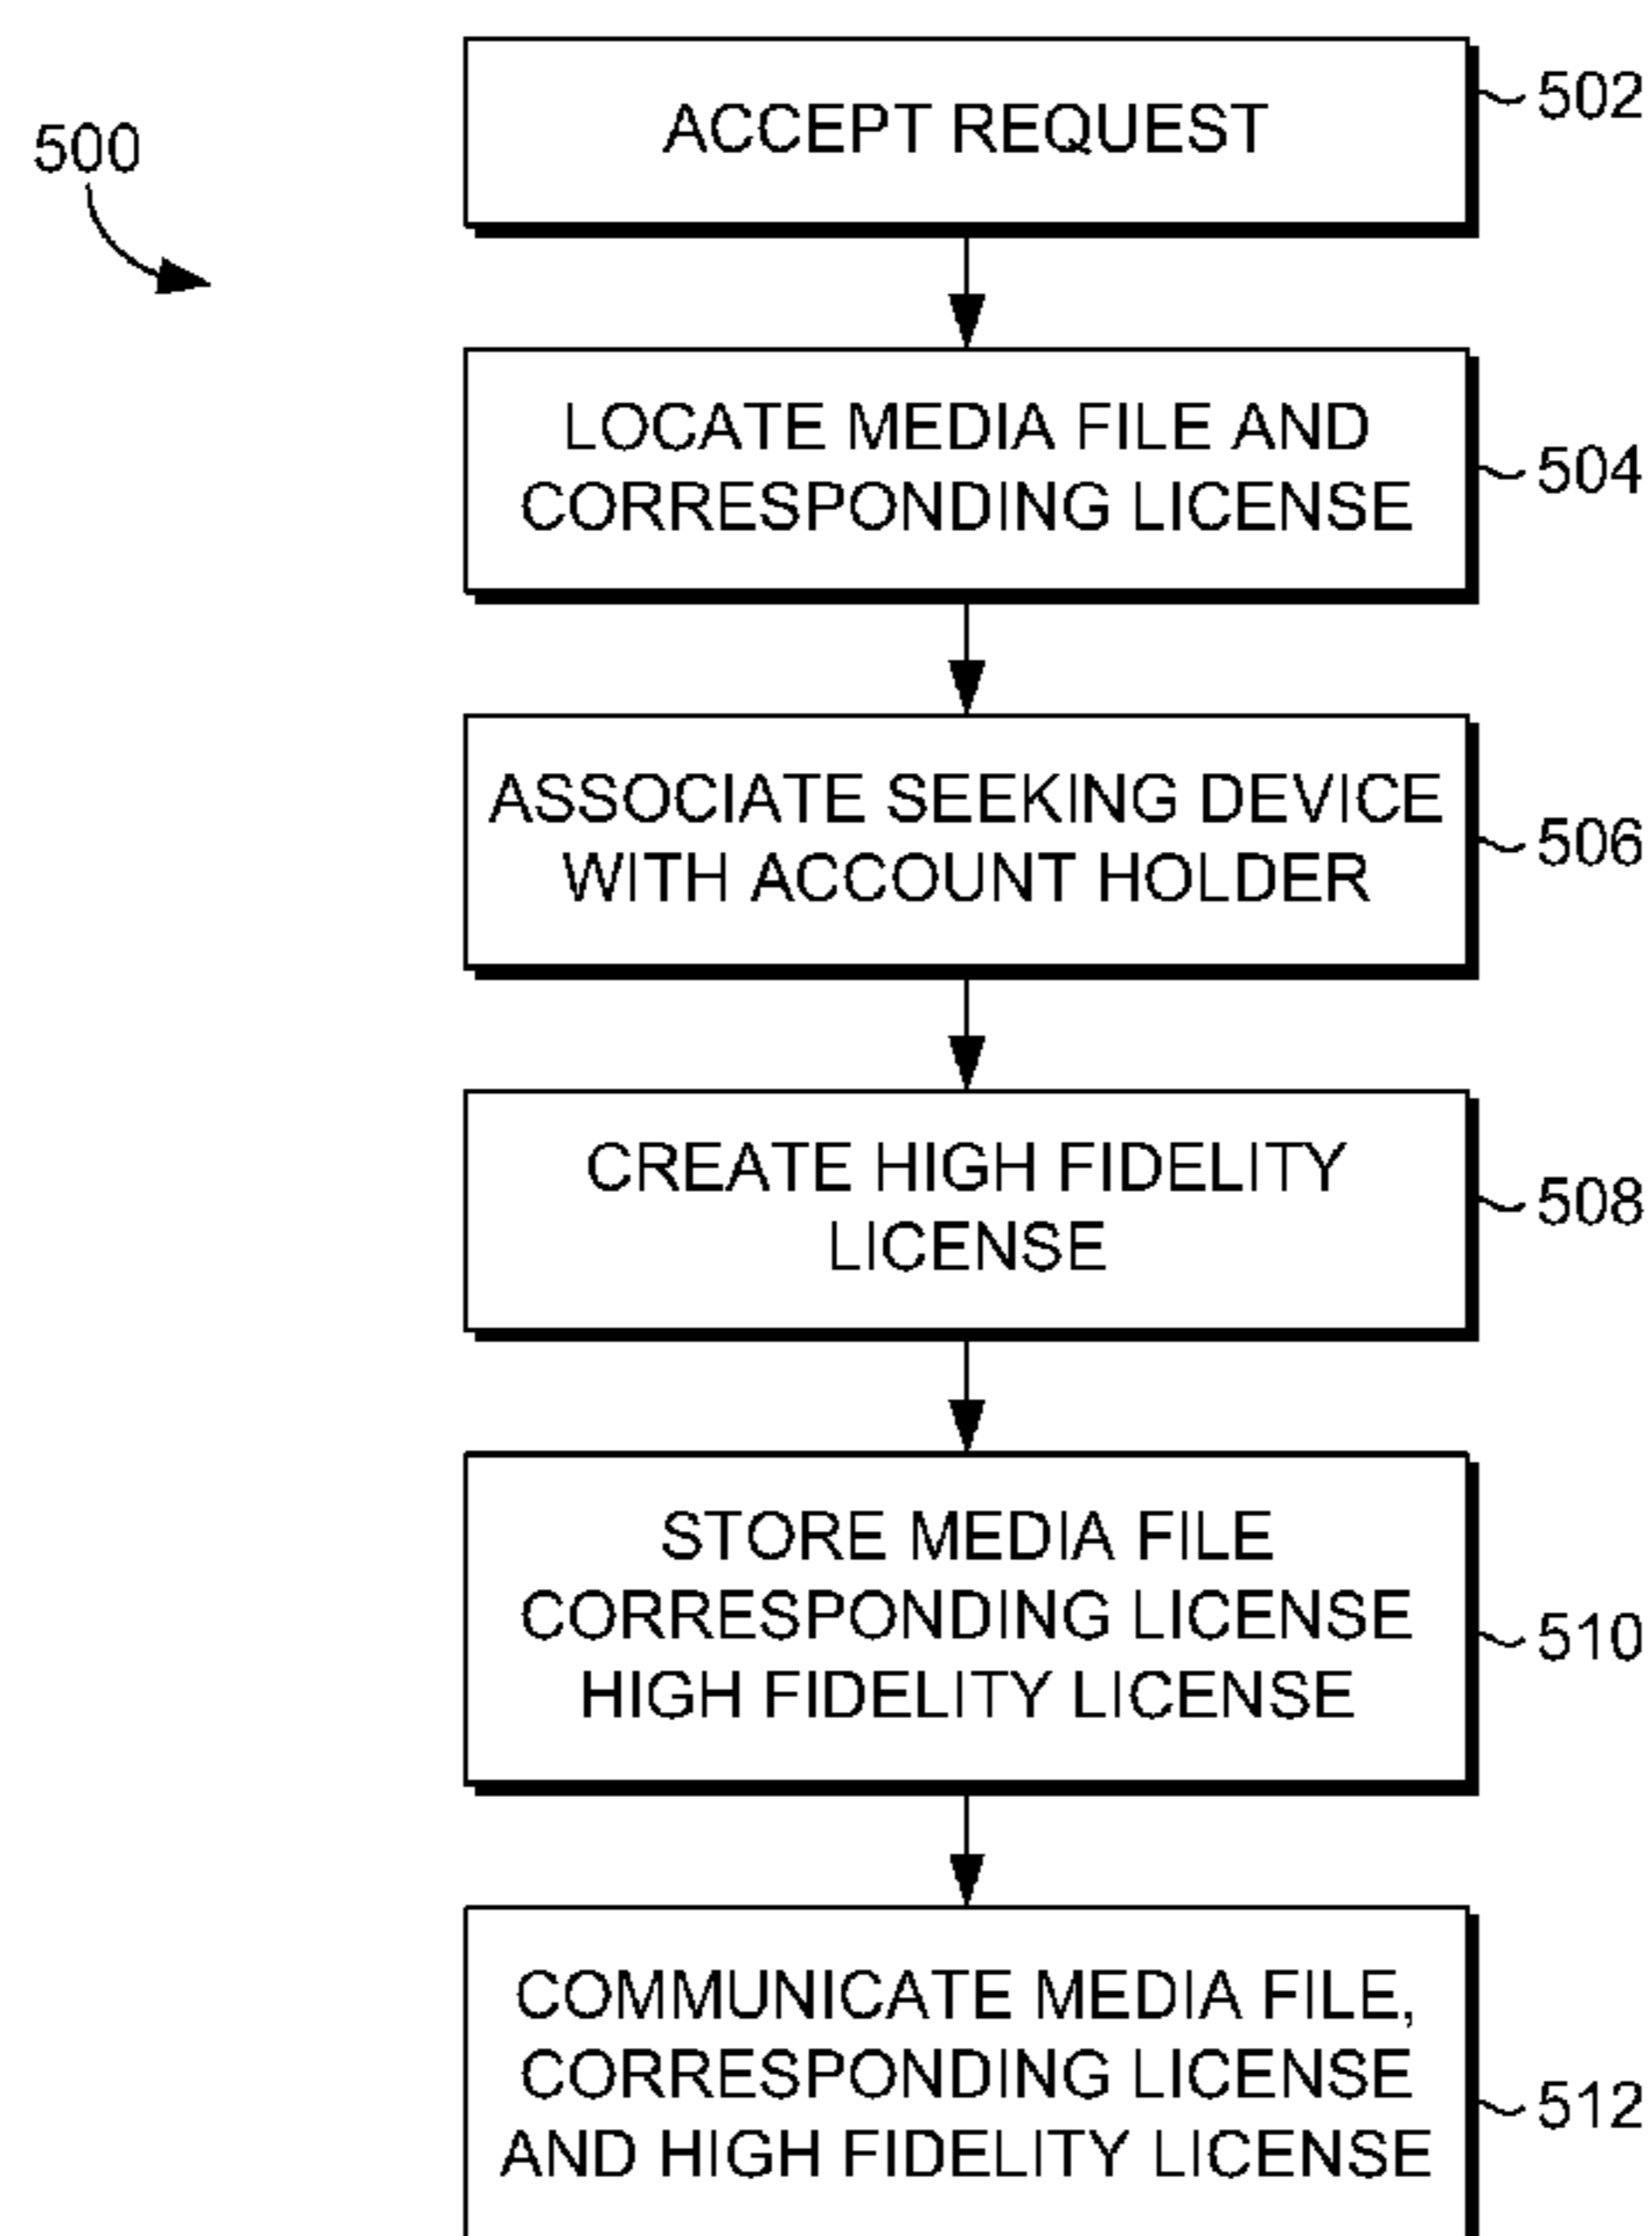 500
ACCEPT REQUEST
502
LOCATE MEDIA FILE AND
CORRESPONDING LICENSE
504
ASSOCIATE SEEKING DEVICE
WITH ACCOUNT HOLDER
506
CREATE HIGH FIDELITY
LICENSE
508
STORE MEDIA FILE
CORRESPONDING LICENSE
HIGH FIDELITY LICENSE
510
COMMUNICATE MEDIA FILE,
CORRESPONDING LICENSE
AND HIGH FIDELITY LICENSE
512